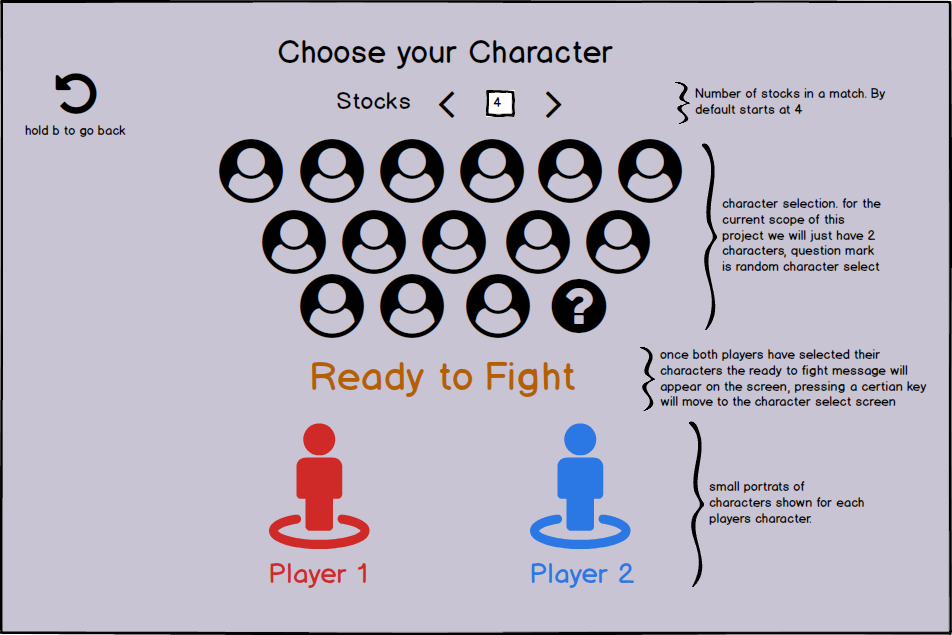 Choose your Character
Stocks < 4 >
Number of stocks in a match. By
default starts at 4
hold b to go back
character selection. for the
current scope of this
project we will just have 2
characters, question mark
is random character select
?
once both players have selected their
characters the ready to fight message will
appear on the screen, pressing a certian key
will move to the character select screen
Ready to Fight
small portrats of
characters shown for each
players character.
Player 1
Player 2